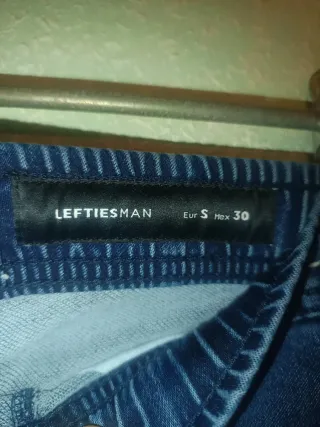 LEFTIESMAN Eur S Mex 30